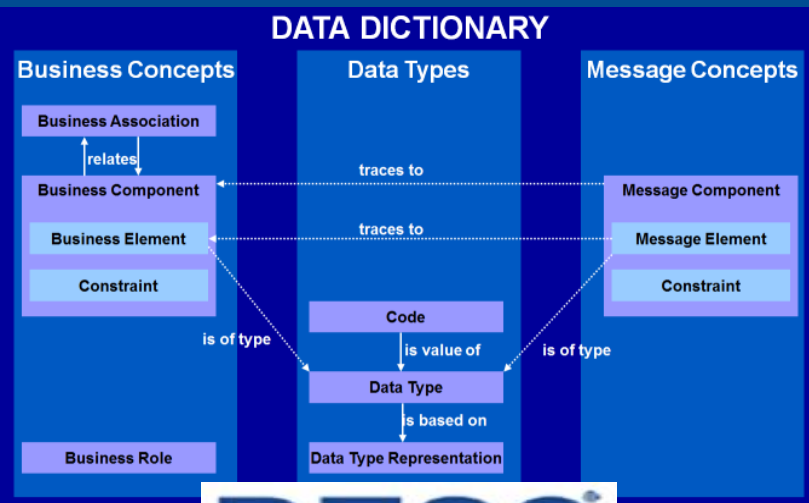 DATA DICTIONARY
Business Concepts
Data Types
Message Concepts
Business Association
relates
Business Component
traces to
Message Component
Business Element
traces to
Message Element
Constraint
Constraint
Code
is of type
is value of
is of type
Data Type
is based on
Business Role
Data Type Representation